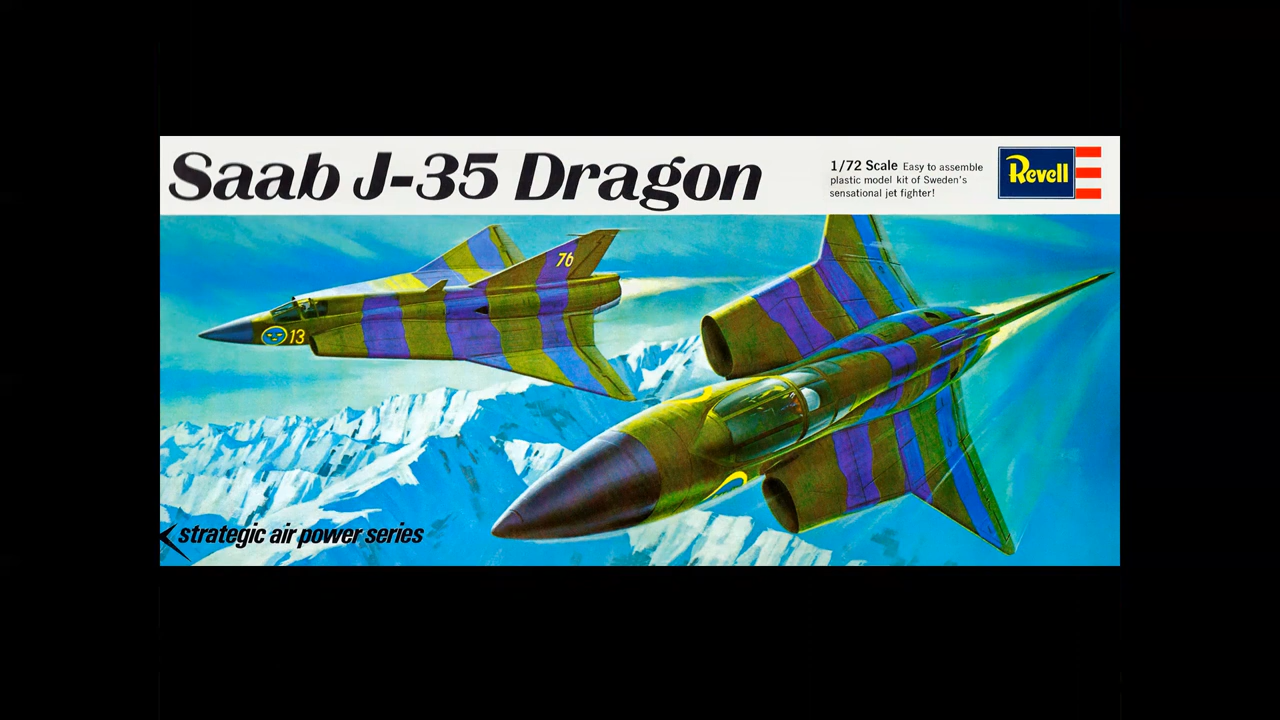 Saab J-35 Dragon
1/72 Scale Easy to assemble
plastic model kit of Sweden's
sensational jet fighter!
Revell
76
13
strategic air power series